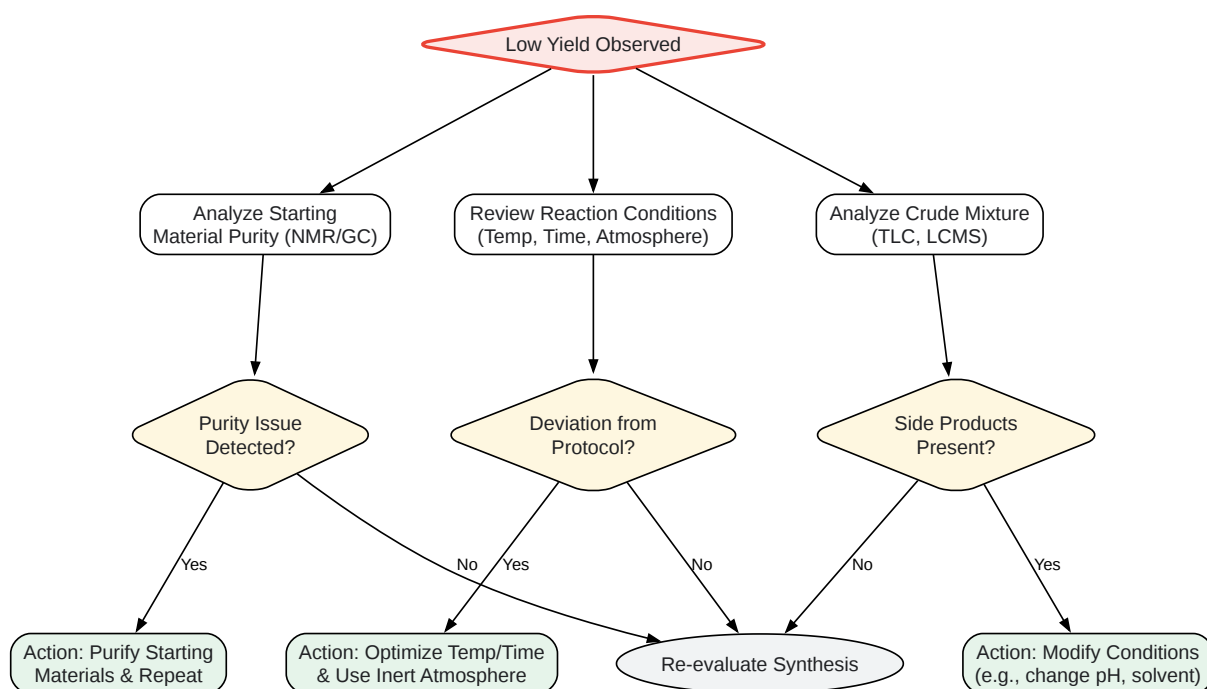 Low Yield Observed
Analyze Starting
Material Purity (NMR/GC)
Review Reaction Conditions
(Temp, Time, Atmosphere)
Analyze Crude Mixture
(TLC, LCMS)
Purity Issue
Detected?
Deviation from
Protocol?
Side Products
Present?
Yes
No
Yes
No
No
Yes
Action: Purify Starting
Materials & Repeat
Action: Optimize Temp/Time
& Use Inert Atmosphere
Re-evaluate Synthesis
Action: Modify Conditions
(e.g., change pH, solvent)